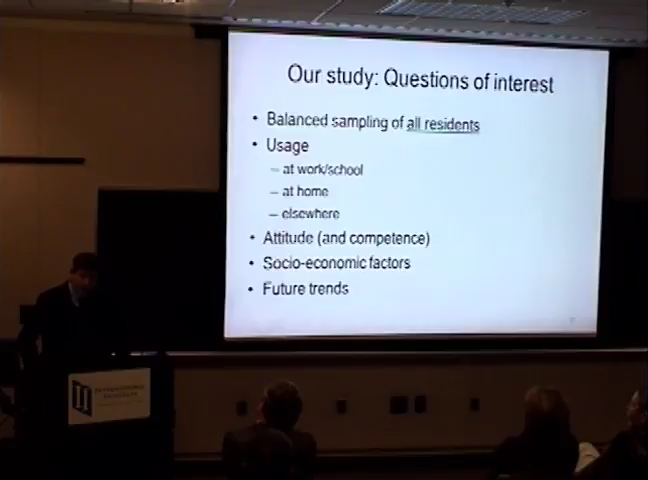 Our study: Questions of interest
• Balanced sampling of all residents
• Usage
– at work/school
– at home
– elsewhere
• Attitude (and competence)
• Socio-economic factors
• Future trends